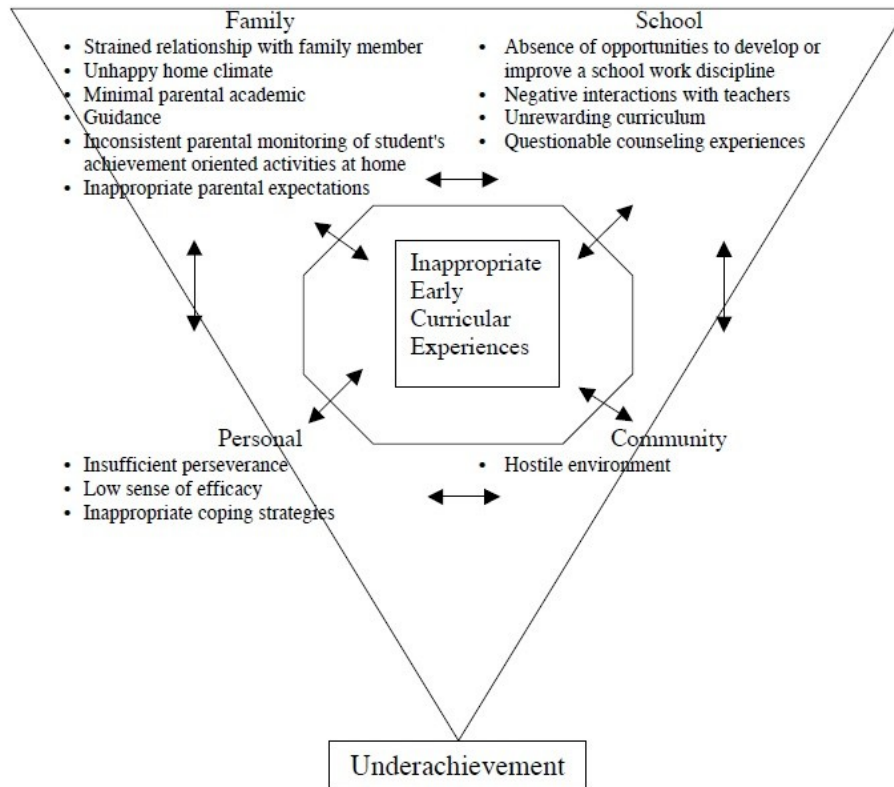 Family
• Strained relationship with family member
• Unhappy home climate
• Minimal parental academic
• Guidance
• Inconsistent parental monitoring of student's
achievement oriented activities at home
• Inappropriate parental expectations
School
• Absence of opportunities to develop or
improve a school work discipline
• Negative interactions with teachers
• Unrewarding curriculum
• Questionable counseling experiences
Inappropriate
Early
Curricular
Experiences
Personal
• Insufficient perseverance
• Low sense of efficacy
• Inappropriate coping strategies
Community
• Hostile environment
Underachievement